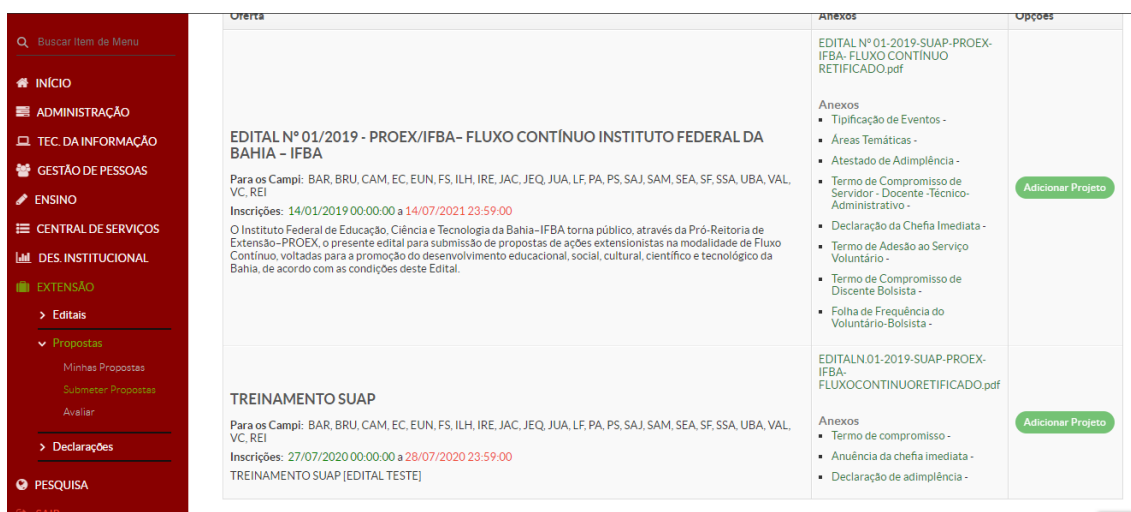 Oferta
Anexos
Opções
Buscar Item de Menu
INÍCIO
ADMINISTRAÇÃO
TEC. DA INFORMAÇÃO
GESTÃO DE PESSOAS
ENSINO
CENTRAL DE SERVIÇOS
DES. INSTITUCIONAL
EXTENSÃO
Editais
Propostas
Minhas Propostas
Submeter Propostas
Avaliar
Declarações
PESQUISA
EDITAL Nº 01/2019 - PROEX/IFBA– FLUXO CONTÍNUO INSTITUTO FEDERAL DA
BAHIA – IFBA
Para os Campi: BAR, BRU, CAM, EC, EUN, FS, ILH, IRE, JAC, JEQ, JUA, LF, PA, PS, SAJ, SAM, SEA, SF, SSA, UBA, VAL,
VC, REI
Inscrições: 14/01/2019 00:00:00 a 14/07/2021 23:59:00
O Instituto Federal de Educação, Ciência e Tecnologia da Bahia–IFBA torna público, através da Pró-Reitoria de
Extensão–PROEX, o presente edital para submissão de propostas de ações extensionistas na modalidade de Fluxo
Contínuo, voltadas para a promoção do desenvolvimento educacional, social, cultural, científico e tecnológico da
Bahia, de acordo com as condições deste Edital.
EDITAL Nº 01-2019-SUAP-PROEX-
IFBA- FLUXO CONTÍNUO
RETIFICADO.pdf
Anexos
Tipificação de Eventos -
Áreas Temáticas -
Atestado de Adimplência -
Termo de Compromisso de
Servidor - Docente -Técnico-
Administrativo -
Declaração da Chefia Imediata -
Termo de Adesão ao Serviço
Voluntário -
Termo de Compromisso de
Discente Bolsista -
Folha de Frequência do
Voluntário-Bolsista -
Adicionar Projeto
TREINAMENTO SUAP
Para os Campi: BAR, BRU, CAM, EC, EUN, FS, ILH, IRE, JAC, JEQ, JUA, LF, PA, PS, SAJ, SAM, SEA, SF, SSA, UBA, VAL,
VC, REI
Inscrições: 27/07/2020 00:00:00 a 28/07/2020 23:59:00
TREINAMENTO SUAP [EDITAL TESTE]
EDITALN.01-2019-SUAP-PROEX-
IFBA-
FLUXOCONTINUORETIFICADO.pdf
Anexos
Termo de compromisso -
Anuência da chefia imediata -
Declaração de adimplência -
Adicionar Projeto